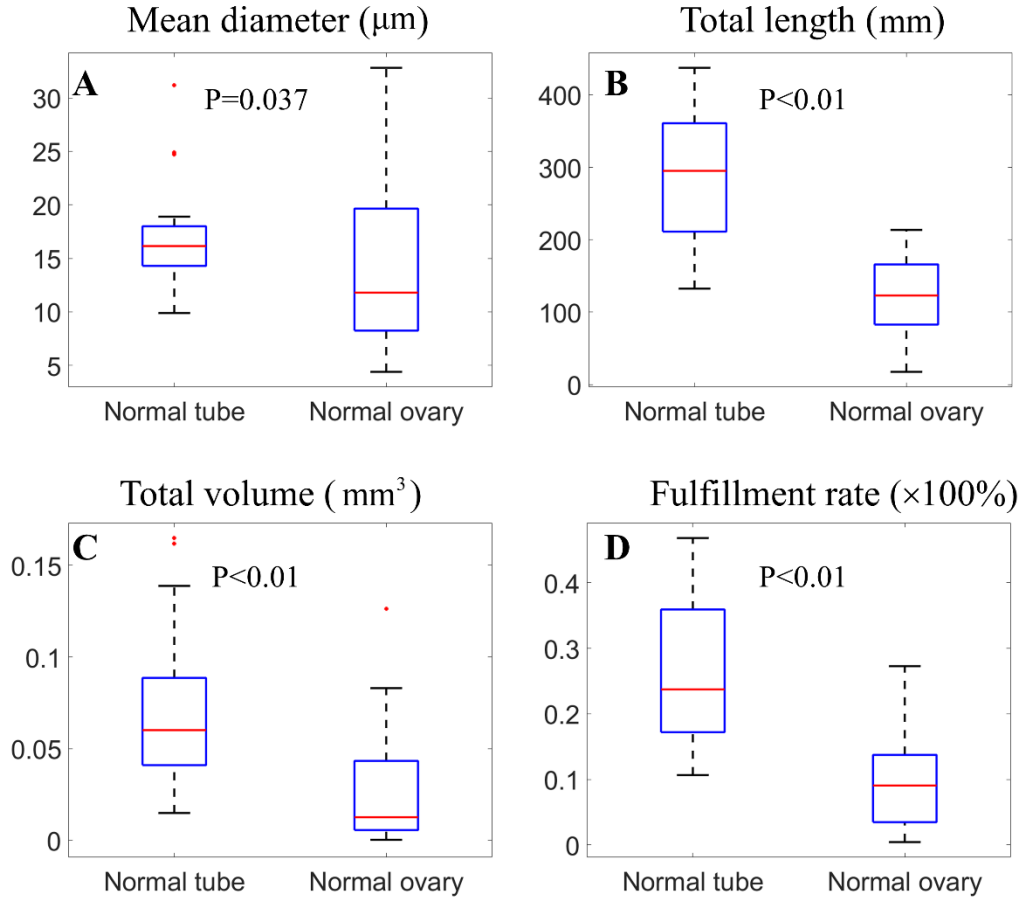 Mean diameter (μm)
A
P=0.037
30
25
20
15
10
5
Normal tube
Normal ovary
Total length (mm)
B
P<0.01
400
300
200
100
0
Normal tube
Normal ovary
Total volume ( mm³)
C
P<0.01
0.15
0.1
0.05
0
Normal tube
Normal ovary
Fulfillment rate (×100%)
D
P<0.01
0.4
0.3
0.2
0.1
0
Normal tube
Normal ovary